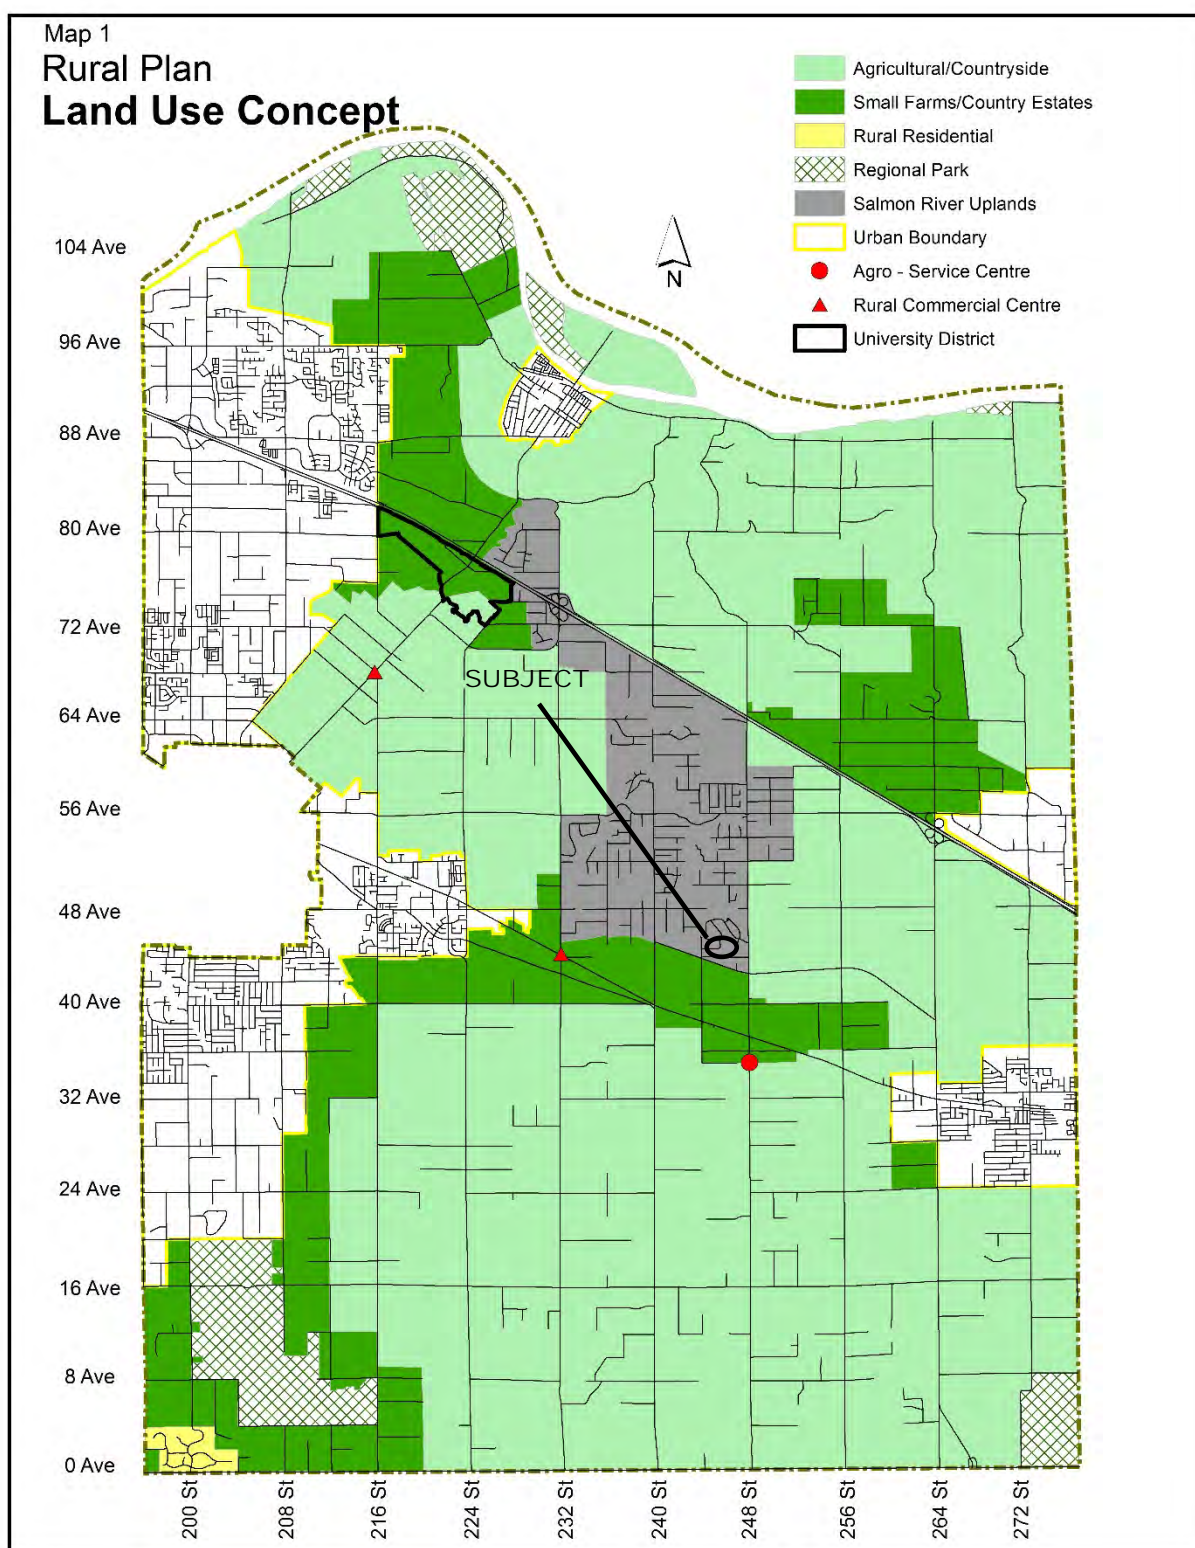 Map 1
Rural Plan
Land Use Concept
Agricultural/Countryside
Small Farms/Country Estates
Rural Residential
Regional Park
Salmon River Uplands
Urban Boundary
Agro - Service Centre
Rural Commercial Centre
University District
N
104 Ave
96 Ave
88 Ave
80 Ave
72 Ave
64 Ave
56 Ave
48 Ave
40 Ave
32 Ave
24 Ave
16 Ave
8 Ave
0 Ave
SUBJECT
200 St
208 St
216 St
224 St
232 St
240 St
248 St
256 St
264 St
272 St